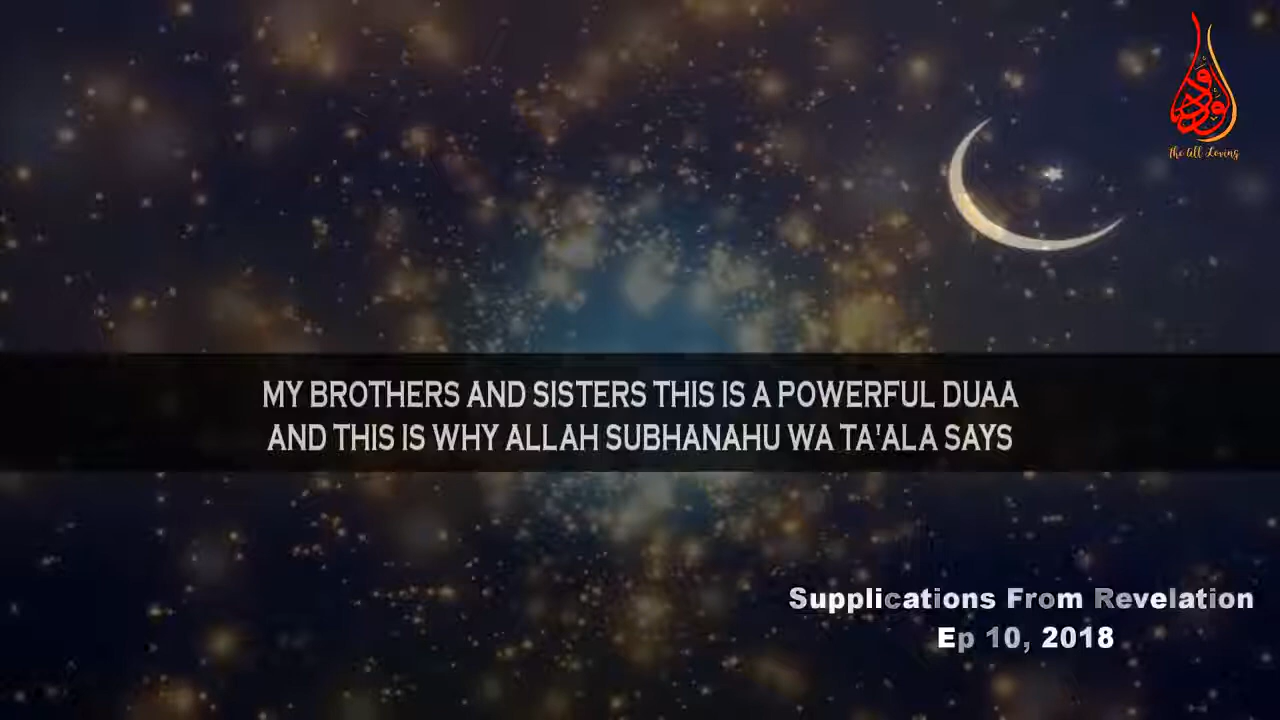 الودود
The All Loving
MY BROTHERS AND SISTERS THIS IS A POWERFUL DUAA
AND THIS IS WHY ALLAH SUBHANAHU WA TA'ALA SAYS
Supplications From Revelation
Ep 10, 2018